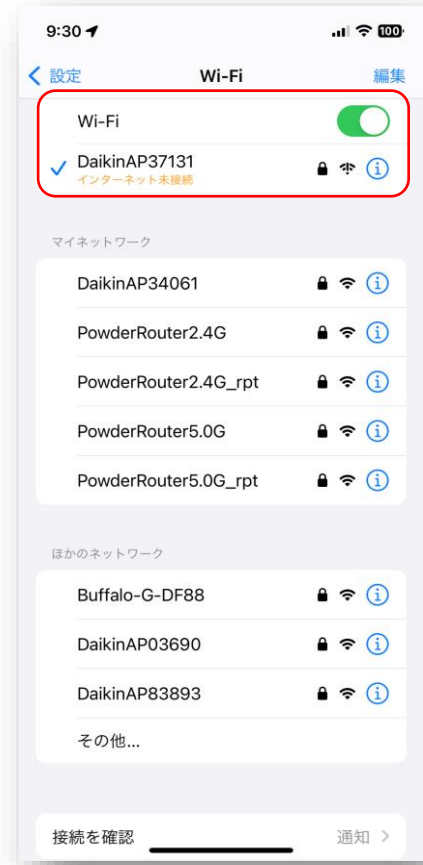 9:30
100
設定
Wi-Fi
編集
Wi-Fi
DaikinAP37131
インターネット未接続
マイネットワーク
DaikinAP34061
PowderRouter2.4G
PowderRouter2.4G_rpt
PowderRouter5.0G
PowderRouter5.0G_rpt
ほかのネットワーク
Buffalo-G-DF88
DaikinAP03690
DaikinAP83893
その他...
接続を確認
通知